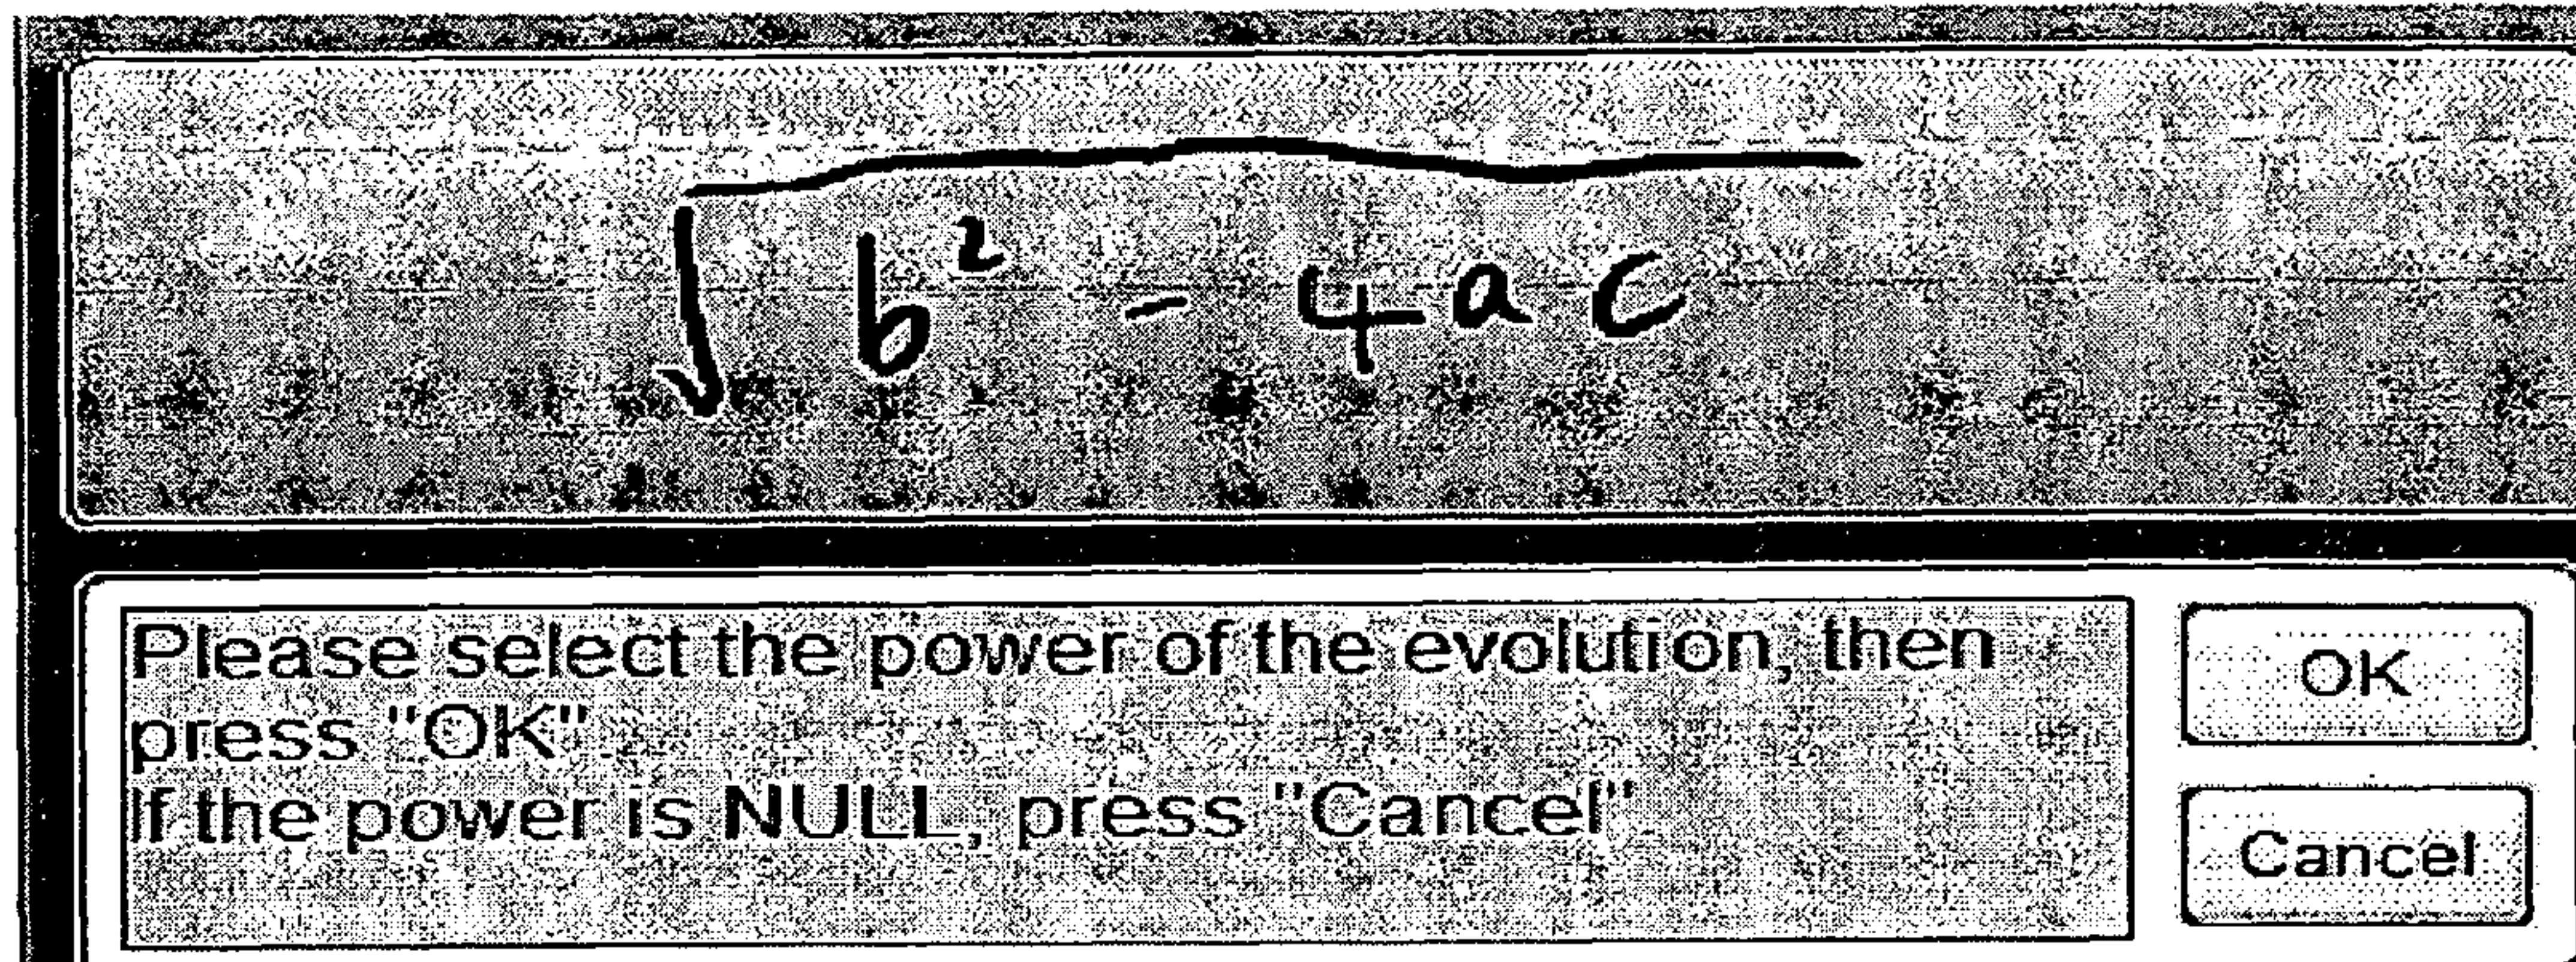 √b² - 4ac
Please select the power of the evolution, then
press "OK"
If the power is NULL, press "Cancel"
OK
Cancel